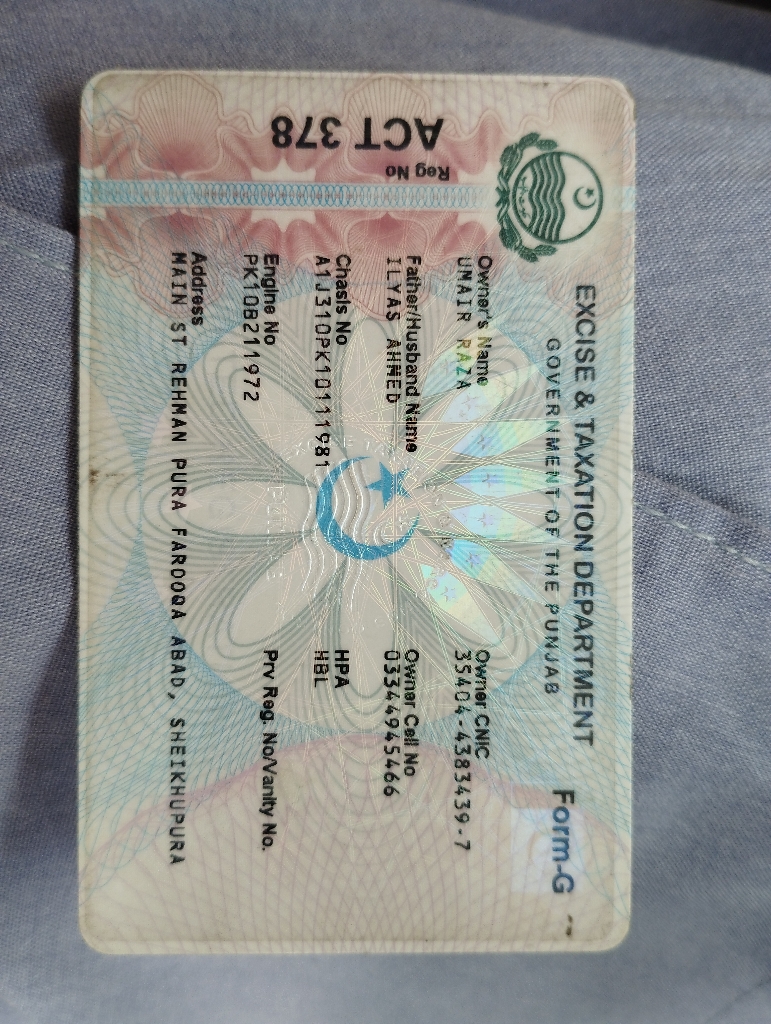 EXCISE & TAXATION DEPARTMENT
GOVERNMENT OF THE PUNJAB
Form-G
Reg No
ACT 378
Owner's Name
UMAIR RAZA
Owner CNIC
35404-4383439-7
Father/Husband Name
ILYAS AHMED
Owner Cell No
03344945466
Chasis No
A1J310PK10111981
HPA
HBL
Engine No
PK10B211972
Prv Reg. No/Vanity No.
Address
MAIN ST REHMAN PURA FAROOQA ABAD, SHEIKHUPURA